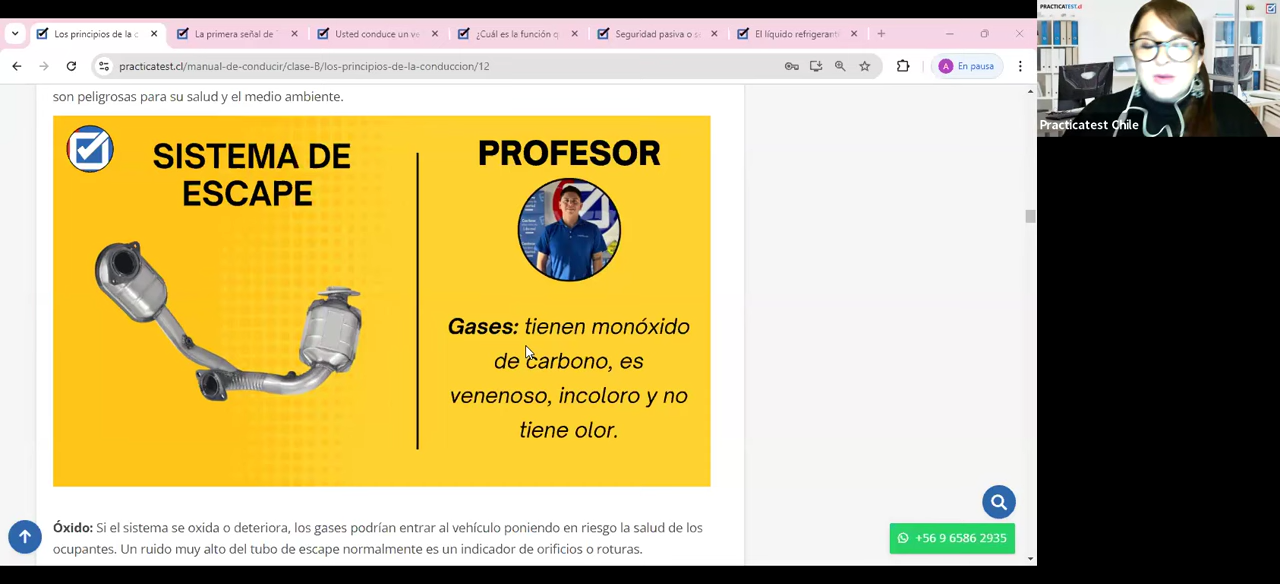 Los principios de la c
La primera señal de
Usted conduce un ve
¿Cuál es la función q
Seguridad pasiva o s
El líquido refrigerant
practicatest.cl/manual-de-conducir/clase-B/los-principios-de-la-conduccion/12
A
En pausa
PRACTICATEST.cl
Practicatest Chile
son peligrosas para su salud y el medio ambiente.
SISTEMA DE
ESCAPE
PROFESOR
Gases: tienen monóxido
de carbono, es
venenoso, incoloro y no
tiene olor.
Óxido: Si el sistema se oxida o deteriora, los gases podrían entrar al vehículo poniendo en riesgo la salud de los
ocupantes. Un ruido muy alto del tubo de escape normalmente es un indicador de orificios o roturas.
+56 9 6586 2935